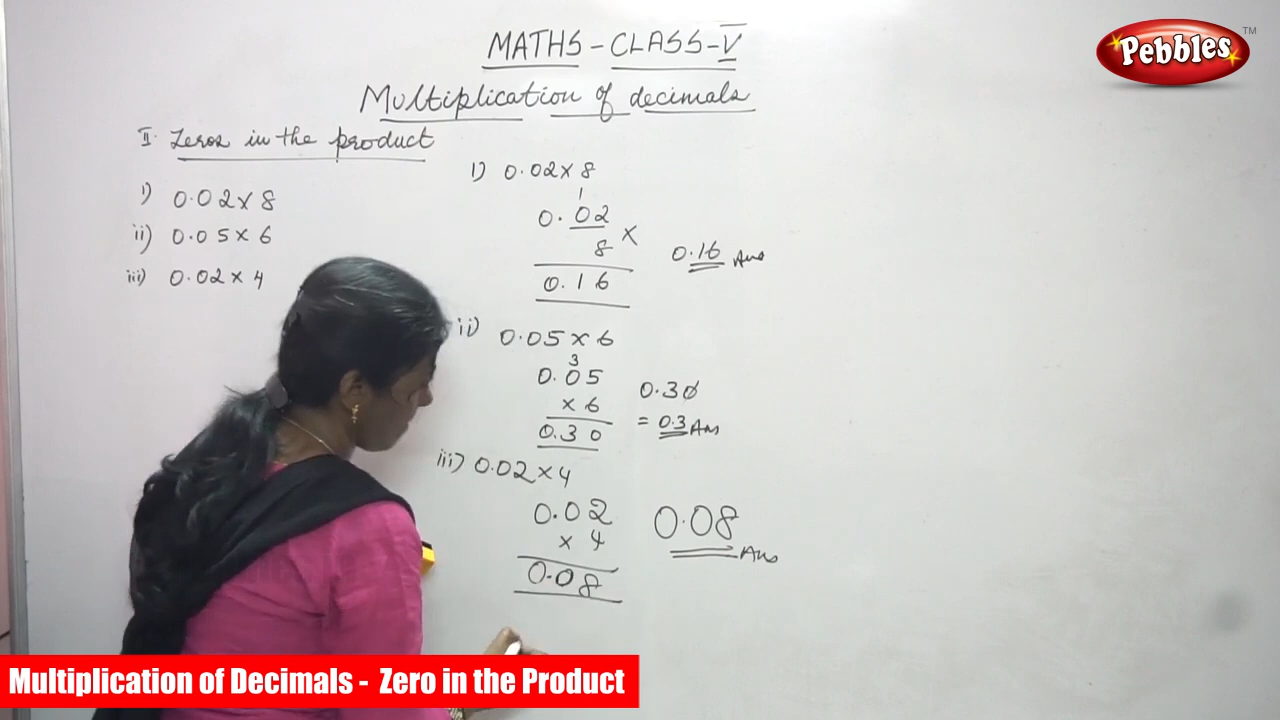 MATHS - CLASS - V
Pebbles TM
Multiplication of decimals
II. Zeros in the product
i) 0.02 x 8
ii) 0.05 x 6
iii) 0.02 x 4
i) 0.02 x 8
1
0.02
8 x
0.16
0.16 Ans
ii) 0.05 x 6
3
0.05
x 6
0.30
0.30
= 0.3 Ans
iii) 0.02 x 4
0.02
x 4
0.08
0.08
Ans
Multiplication of Decimals - Zero in the Product